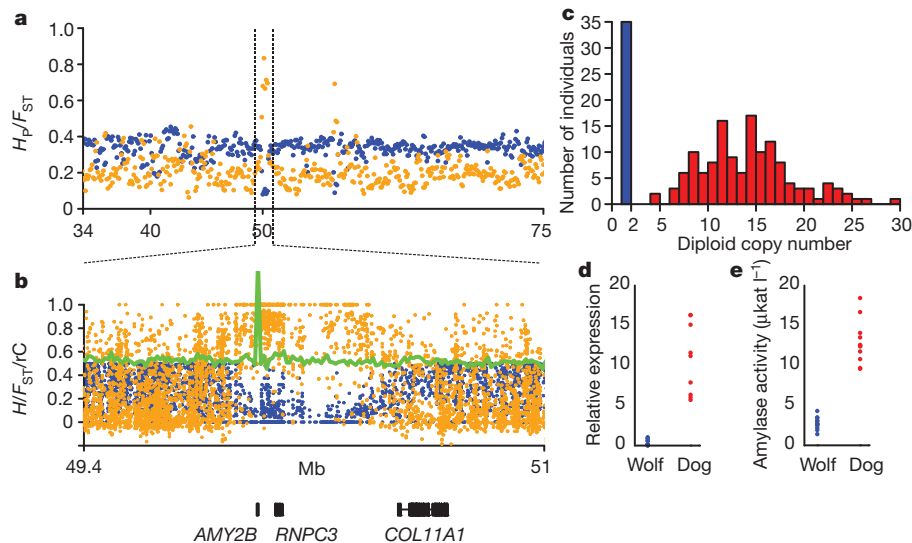 a
1.0
0.8
0.6
0.4
0.2
0
H_P/F_ST
34 40 50 75
b
1.0
0.8
0.6
0.4
0.2
0
H/F_ST/rC
49.4 Mb 51
AMY2B RNPC3 COL11A1
c
35
30
25
20
15
10
5
0
Number of individuals
0 2 5 10 15 20 25 30
Diploid copy number
d
20
15
10
5
0
Relative expression
Wolf Dog
e
20
15
10
5
0
Amylase activity (μkat l⁻¹)
Wolf Dog